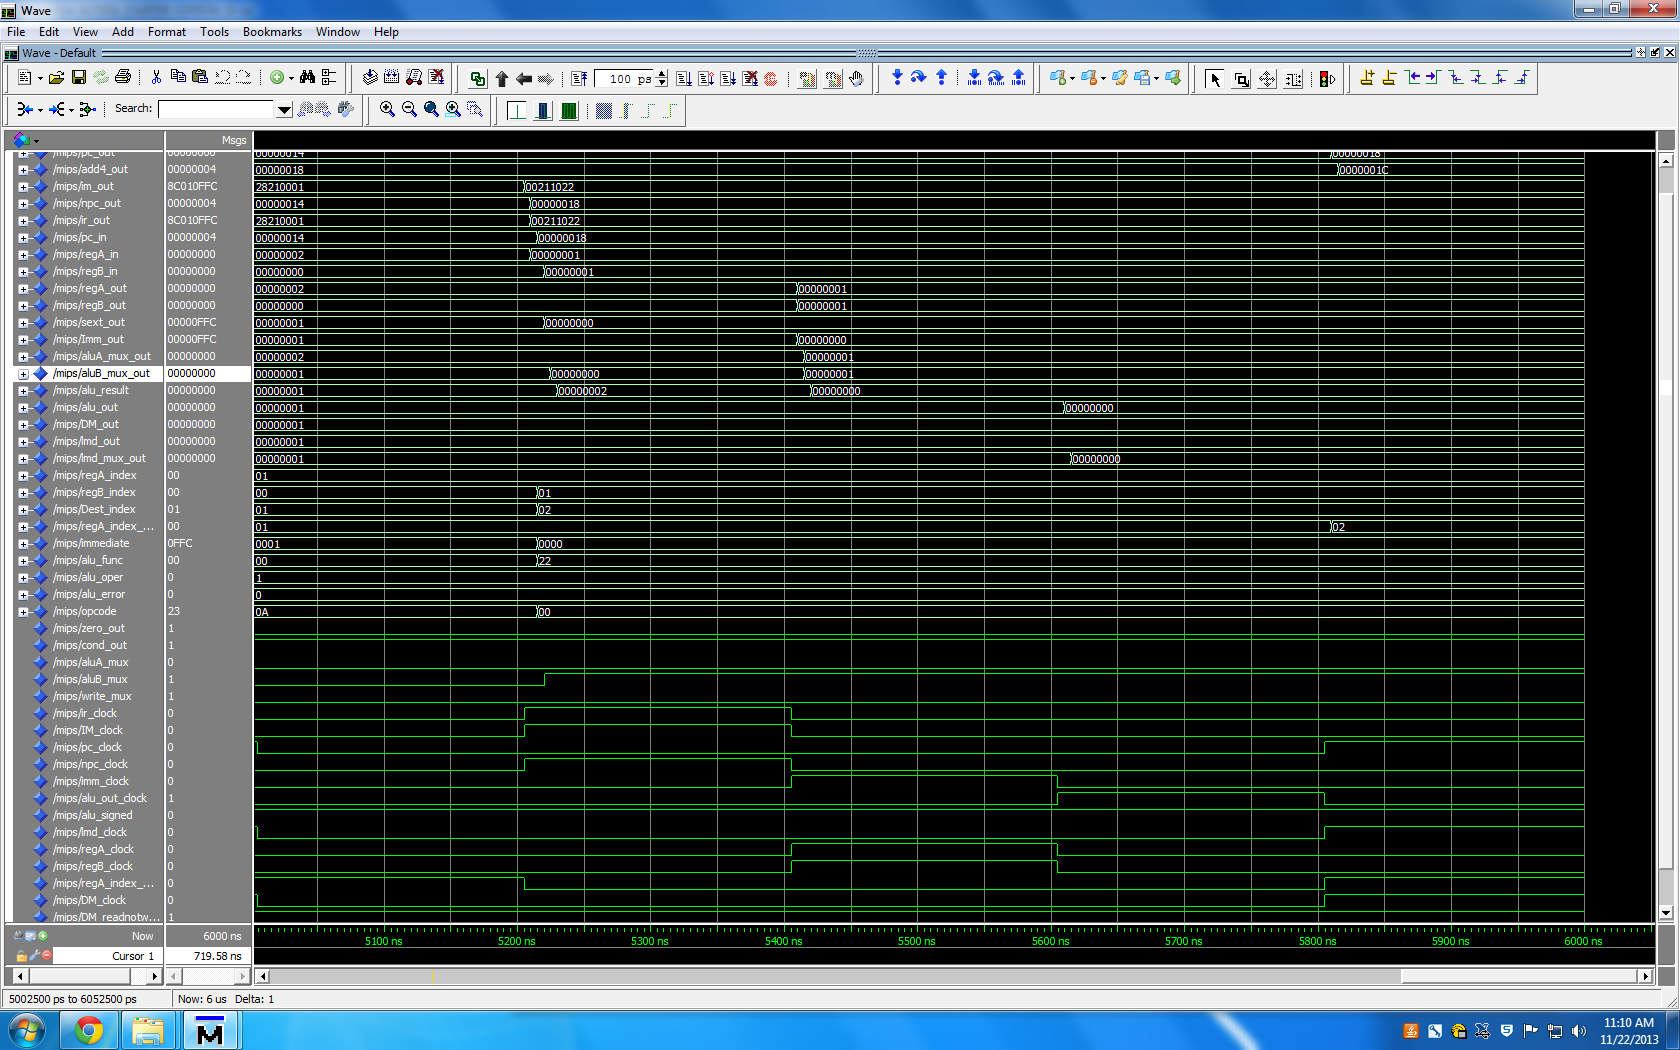 Wave
File Edit View Add Format Tools Bookmarks Window Help
Wave - Default
100 ps
Search:
Msgs
/mips/pc_out 00000000 00000014 00000018
/mips/add4_out 00000004 00000018 0000001C
/mips/im_out 8C010FFC 28210001 00211022
/mips/npc_out 00000004 00000014 00000018
/mips/ir_out 8C010FFC 28210001 00211022
/mips/pc_in 00000004 00000014 00000018
/mips/regA_in 00000000 00000002 00000001
/mips/regB_in 00000000 00000000 00000001
/mips/regA_out 00000000 00000002 00000001
/mips/regB_out 00000000 00000000 00000001
/mips/sext_out 00000FFC 00000001 00000000
/mips/Imm_out 00000FFC 00000001 00000000
/mips/aluA_mux_out 00000000 00000002 00000001
/mips/aluB_mux_out 00000000 00000001 00000000 00000001
/mips/alu_result 00000000 00000001 00000002 00000000
/mips/alu_out 00000000 00000001 00000000
/mips/DM_out 00000000 00000001
/mips/lmd_out 00000000 00000001
/mips/lmd_mux_out 00000000 00000001 00000000
/mips/regA_index 00 01
/mips/regB_index 00 00 01
/mips/Dest_index 01 01 02
/mips/regA_index_... 00 01 02
/mips/immediate 0FFC 0001 0000
/mips/alu_func 00 00 22
/mips/alu_oper 0 1
/mips/alu_error 0 0
/mips/opcode 23 0A 00
/mips/zero_out 1
/mips/cond_out 1
/mips/aluA_mux 0
/mips/aluB_mux 1
/mips/write_mux 1
/mips/ir_clock 0
/mips/IM_clock 0
/mips/pc_clock 0
/mips/npc_clock 0
/mips/imm_clock 0
/mips/alu_out_clock 1
/mips/alu_signed 0
/mips/lmd_clock 0
/mips/regA_clock 0
/mips/regB_clock 0
/mips/regA_index_... 0
/mips/DM_clock 0
/mips/DM_readnotw... 1
Now 6000 ns 5100 ns 5200 ns 5300 ns 5400 ns 5500 ns 5600 ns 5700 ns 5800 ns 5900 ns 6000 ns
Cursor 1 719.58 ns
5002500 ps to 6052500 ps Now: 6 us Delta: 1
11:10 AM
11/22/2013